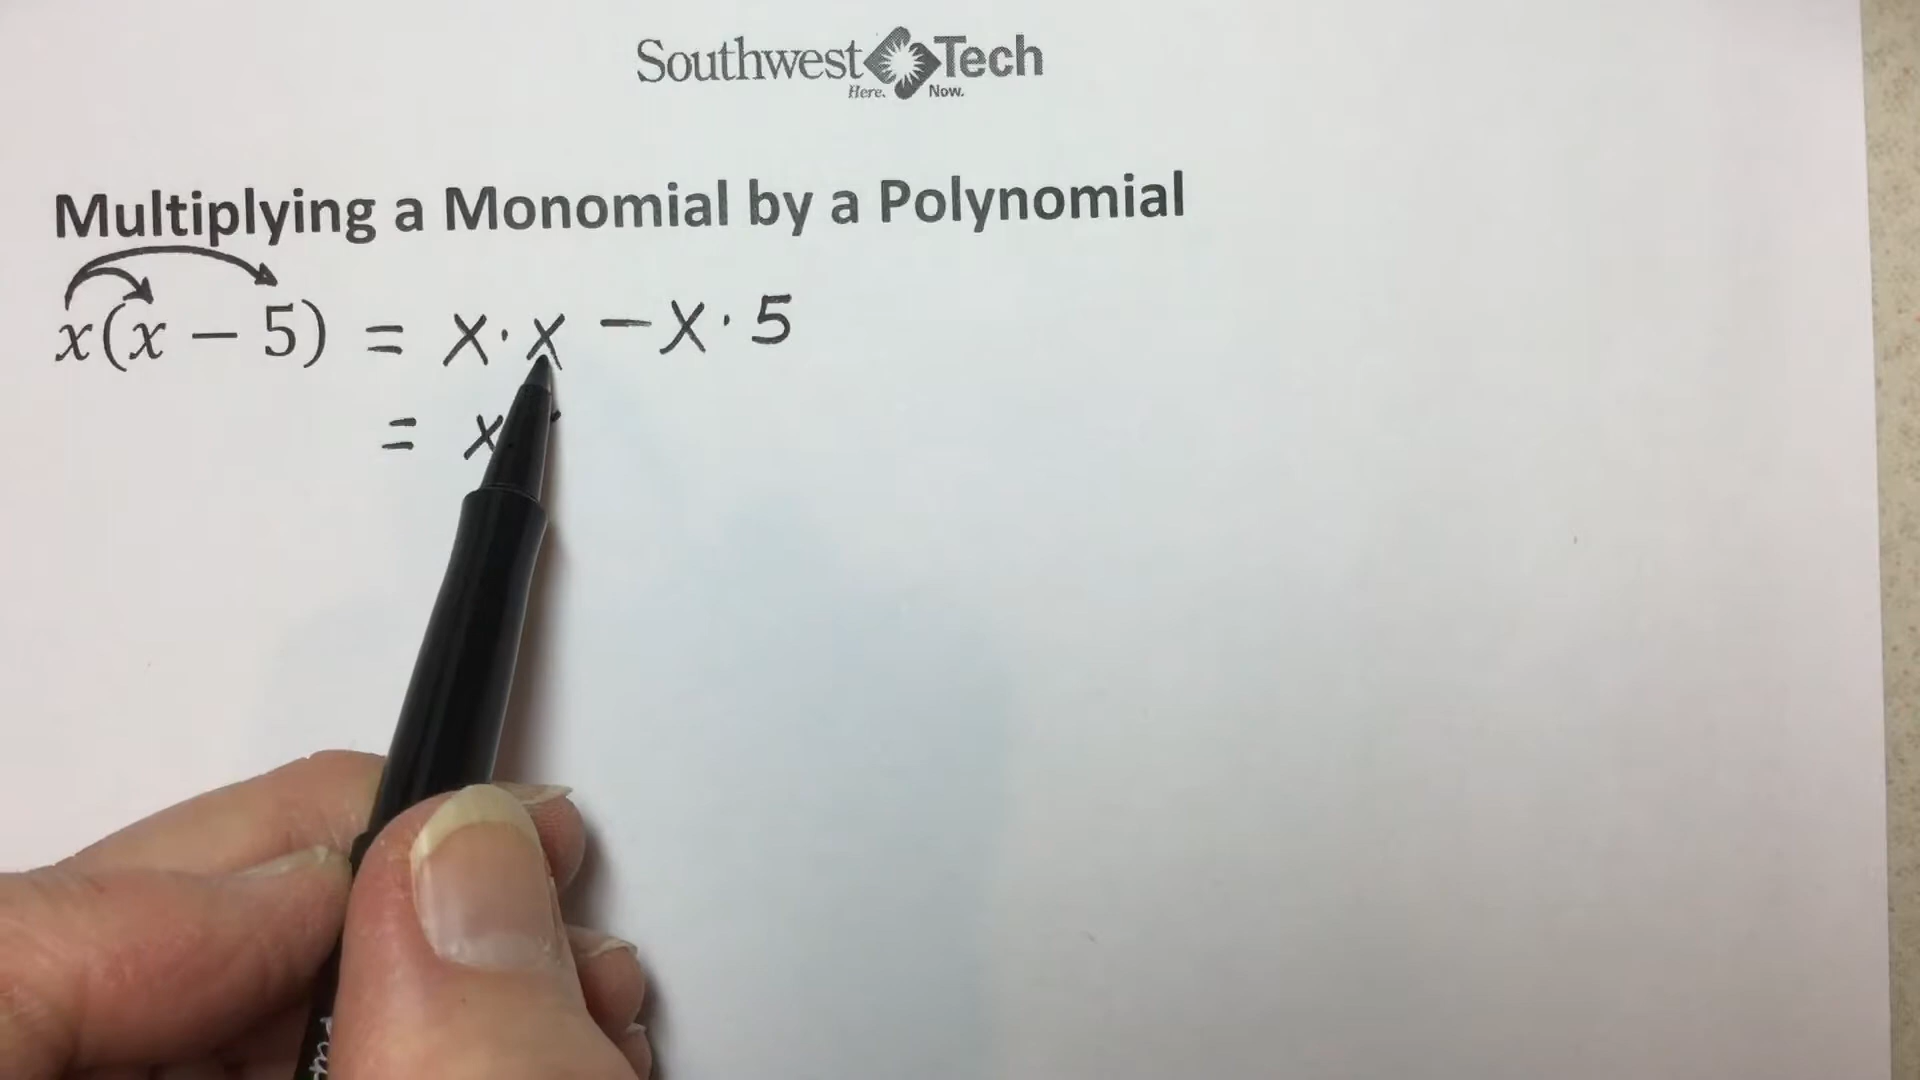 Southwest Tech
Here. Now.
Multiplying a Monomial by a Polynomial
x(x − 5) = x · x − x · 5
= x